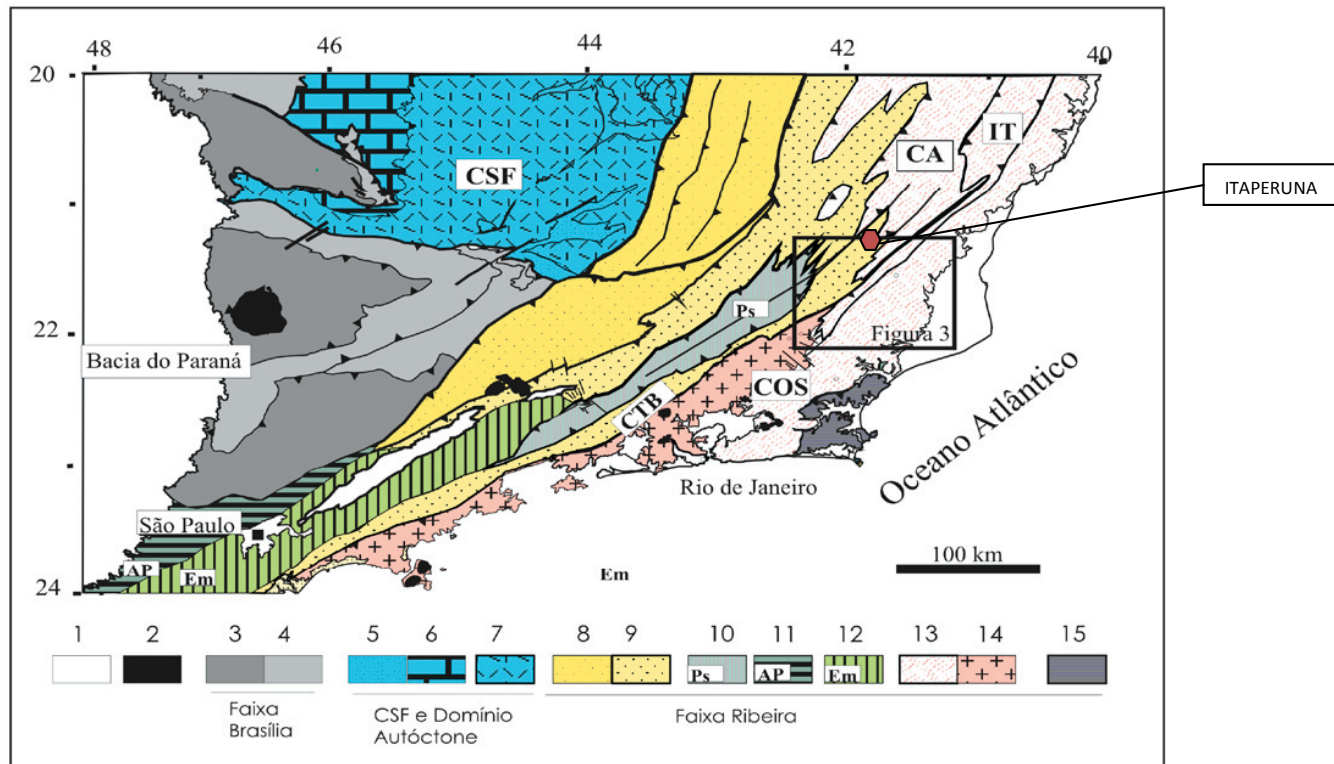 48
46
44
42
40
20
IT
CA
CSF
ITAPERUNA
22
Ps
Figura 3
Bacia do Paraná
COS
CTB
Oceano Atlântico
Rio de Janeiro
São Paulo
100 km
AP
Em
Em
24
1 2 3 4 5 6 7 8 9 10 11 12 13 14 15
Ps AP Em
Faixa
Brasília
CSF e Domínio
Autóctone
Faixa Ribeira